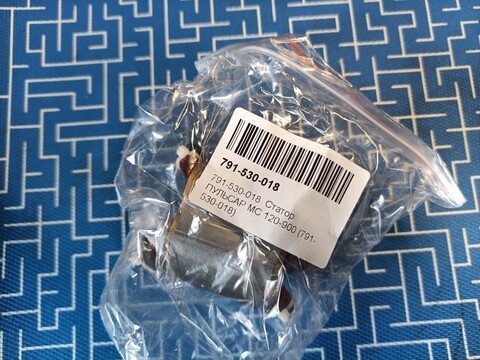 791-530-018
791-530-018 Статор
ПУЛЬСАР МС 120-900 (791-
530-018)